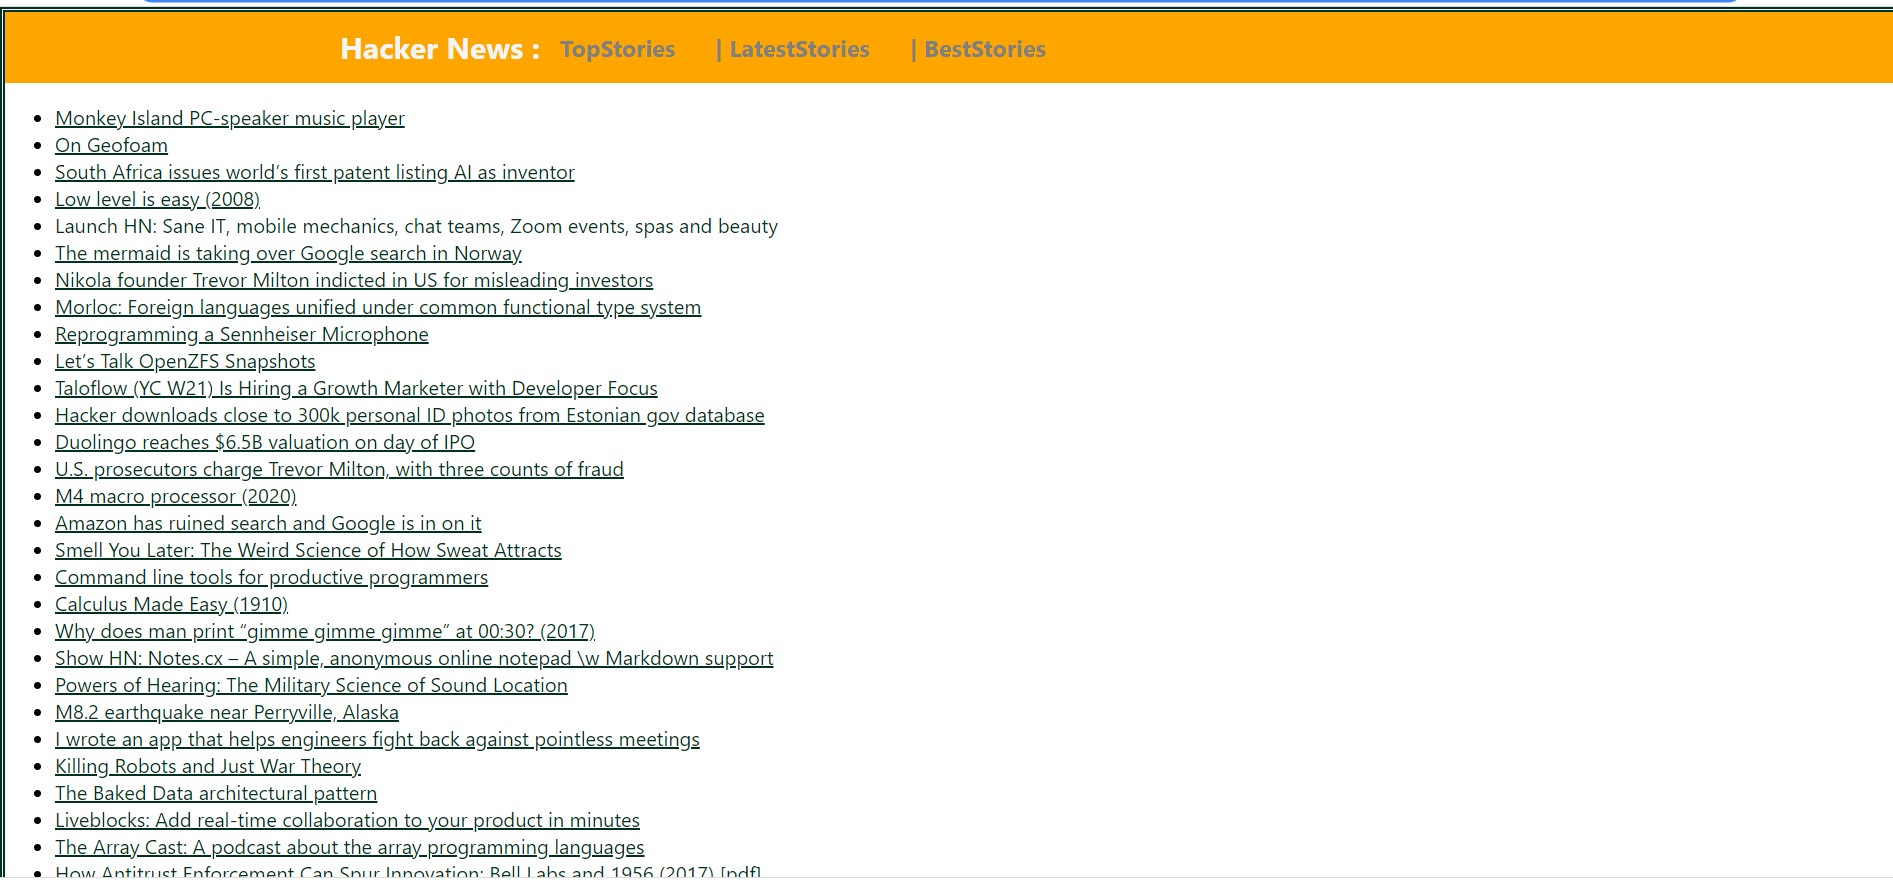 Hacker News : TopStories | LatestStories | BestStories
Monkey Island PC-speaker music player
On Geofoam
South Africa issues world’s first patent listing AI as inventor
Low level is easy (2008)
Launch HN: Sane IT, mobile mechanics, chat teams, Zoom events, spas and beauty
The mermaid is taking over Google search in Norway
Nikola founder Trevor Milton indicted in US for misleading investors
Morloc: Foreign languages unified under common functional type system
Reprogramming a Sennheiser Microphone
Let’s Talk OpenZFS Snapshots
Taloflow (YC W21) Is Hiring a Growth Marketer with Developer Focus
Hacker downloads close to 300k personal ID photos from Estonian gov database
Duolingo reaches $6.5B valuation on day of IPO
U.S. prosecutors charge Trevor Milton, with three counts of fraud
M4 macro processor (2020)
Amazon has ruined search and Google is in on it
Smell You Later: The Weird Science of How Sweat Attracts
Command line tools for productive programmers
Calculus Made Easy (1910)
Why does man print “gimme gimme gimme” at 00:30? (2017)
Show HN: Notes.cx – A simple, anonymous online notepad \w Markdown support
Powers of Hearing: The Military Science of Sound Location
M8.2 earthquake near Perryville, Alaska
I wrote an app that helps engineers fight back against pointless meetings
Killing Robots and Just War Theory
The Baked Data architectural pattern
Liveblocks: Add real-time collaboration to your product in minutes
The Array Cast: A podcast about the array programming languages
How Antitrust Enforcement Can Spur Innovation: Bell Labs and 1956 (2017) [pdf]